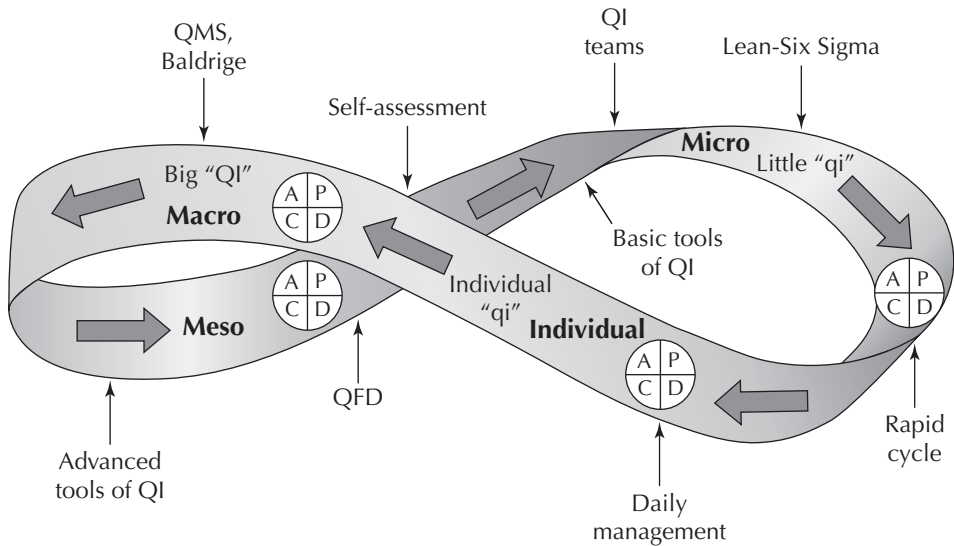 QMS,
Baldrige
Self-assessment
QI
teams
Lean-Six Sigma
Big “QI”
Macro
A P
C D
Micro
Little “qi”
Basic tools
of QI
A P
C D
Meso
A P
C D
Individual
“qi”
Individual
A P
C D
QFD
Advanced
tools of QI
Rapid
cycle
Daily
management